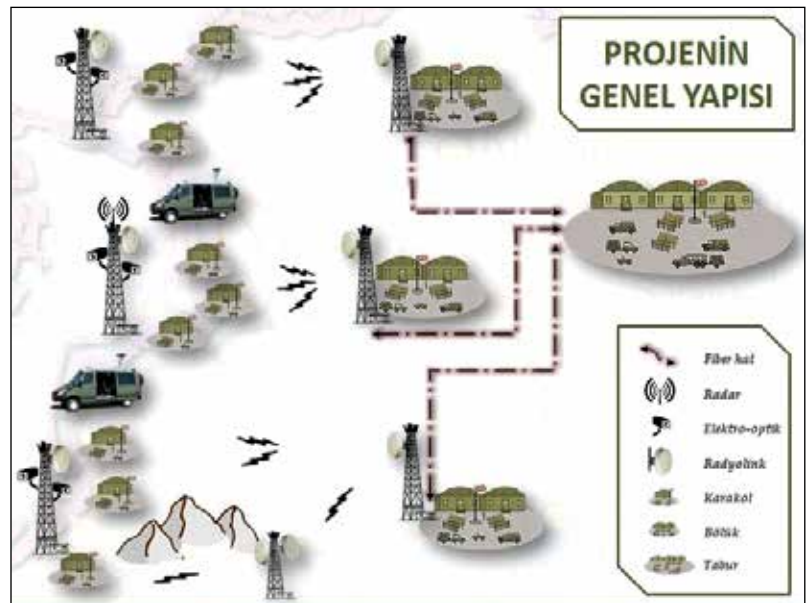 PROJENİN
GENEL YAPISI
Fiber hat
Radar
Elektro-optik
Radyolink
Karakol
Bölük
Tabur